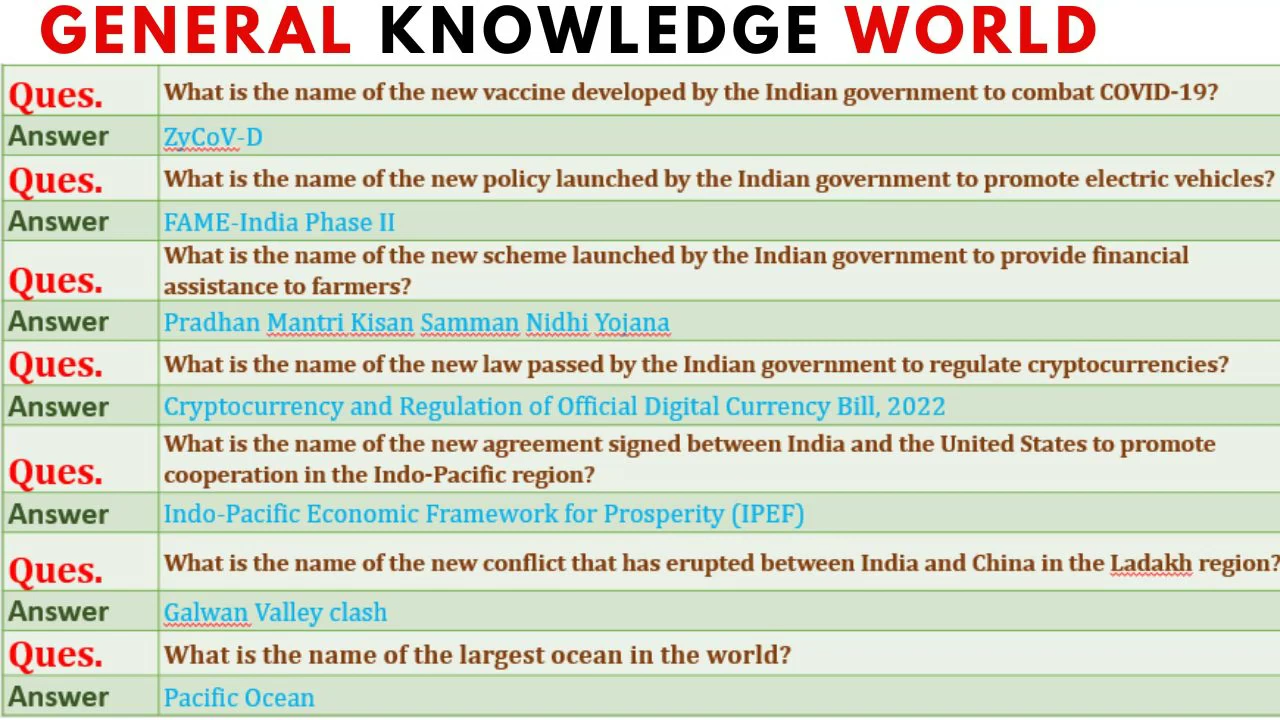 GENERAL KNOWLEDGE WORLD
Ques. What is the name of the new vaccine developed by the Indian government to combat COVID-19?
Answer ZyCoV-D
Ques. What is the name of the new policy launched by the Indian government to promote electric vehicles?
Answer FAME-India Phase II
Ques. What is the name of the new scheme launched by the Indian government to provide financial
assistance to farmers?
Answer Pradhan Mantri Kisan Samman Nidhi Yojana
Ques. What is the name of the new law passed by the Indian government to regulate cryptocurrencies?
Answer Cryptocurrency and Regulation of Official Digital Currency Bill, 2022
Ques. What is the name of the new agreement signed between India and the United States to promote
cooperation in the Indo-Pacific region?
Answer Indo-Pacific Economic Framework for Prosperity (IPEF)
Ques. What is the name of the new conflict that has erupted between India and China in the Ladakh region?
Answer Galwan Valley clash
Ques. What is the name of the largest ocean in the world?
Answer Pacific Ocean